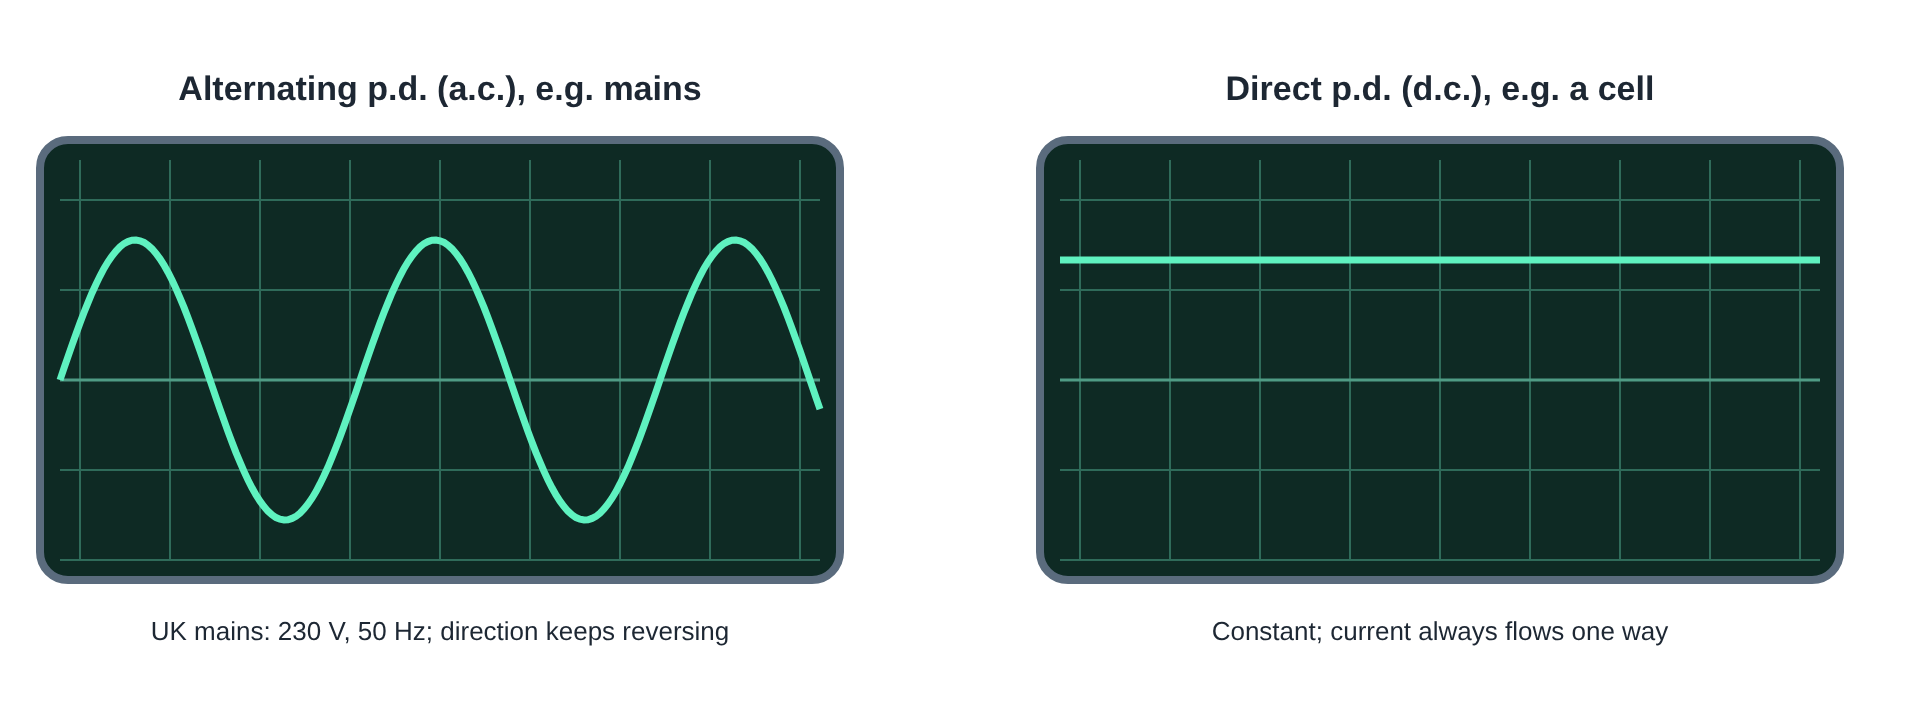 Alternating p.d. (a.c.), e.g. mains
Direct p.d. (d.c.), e.g. a cell
UK mains: 230 V, 50 Hz; direction keeps reversing
Constant; current always flows one way